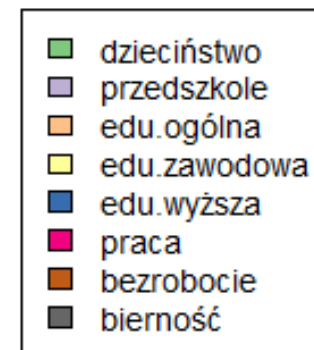 dzieciństwo
przedszkole
edu.ogólna
edu.zawodowa
edu.wyższa
praca
bezrobocie
bierność